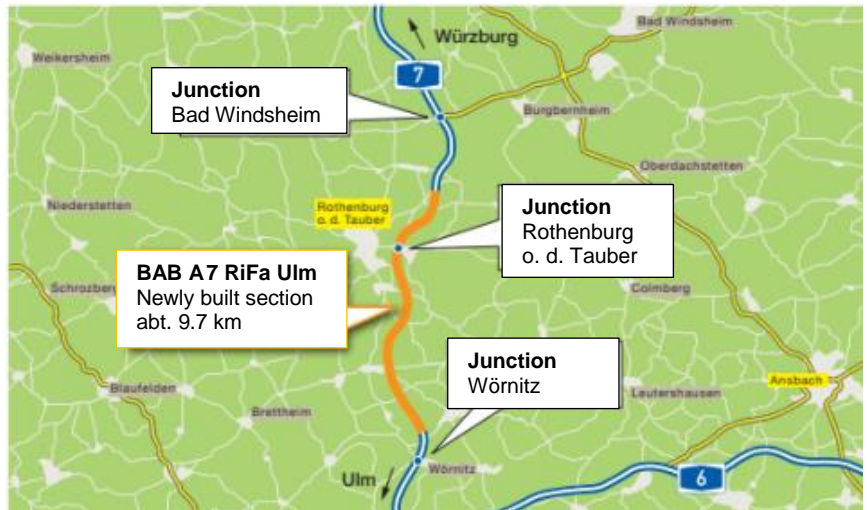 Bad Windsheim
Würzburg
Weikersheim
7
Junction
Bad Windsheim
Burgbernheim
Oberdachstetten
Niederstetten
Rothenburg
o. d. Tauber
Junction
Rothenburg
o. d. Tauber
BAB A7 RiFa Ulm
Newly built section
abt. 9.7 km
Schrozberg
Colmberg
Junction
Wörnitz
Ansbach
Blaufelden
Leutershausen
Brettheim
Ulm
Wörnitz
6